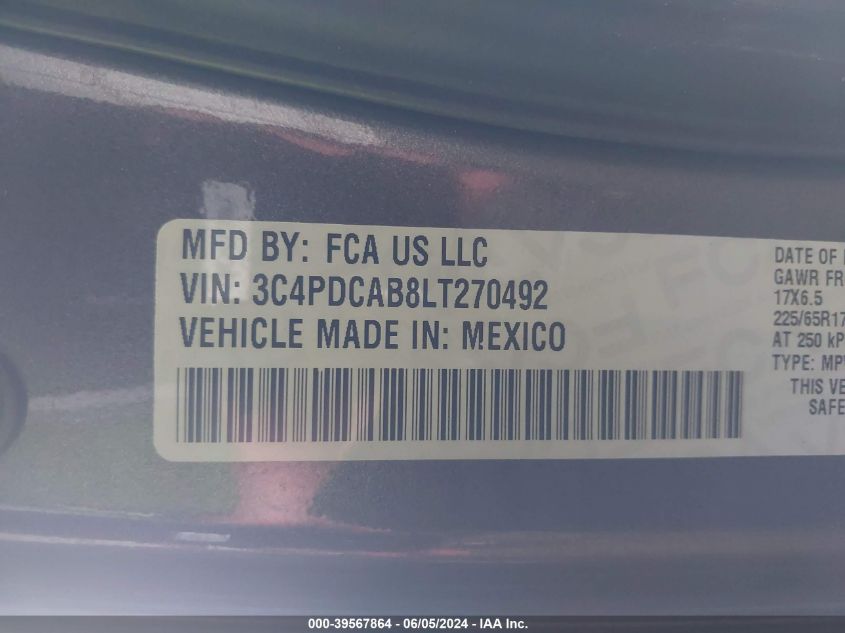 MFD BY: FCA US LLC
VIN: 3C4PDCAB8LT270492
VEHICLE MADE IN: MEXICO
DATE OF
GAWR FR
17X6.5
225/65R17
AT 250 kP
TYPE: MPV
THIS VE
SAFE
000-39567864 - 06/05/2024 - IAA Inc.